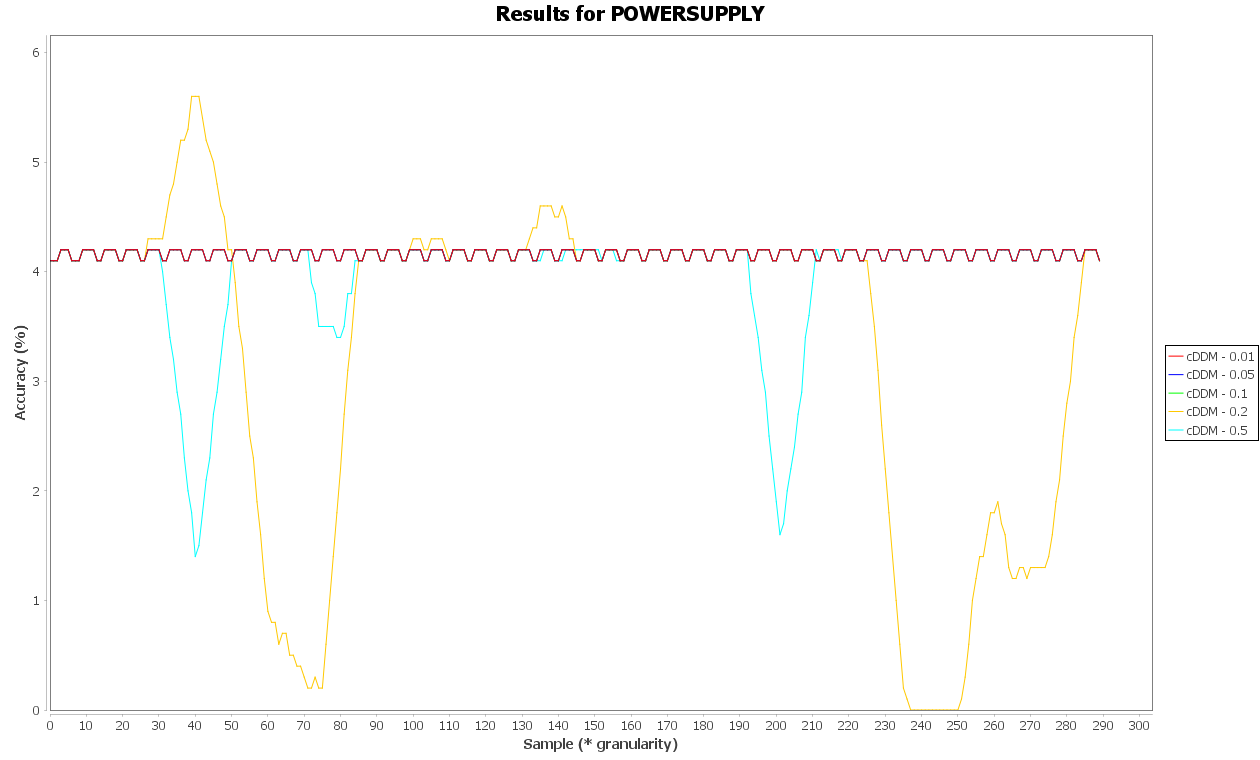 Results for POWERSUPPLY
Accuracy (%)
6
5
4
3
2
1
0
0 10 20 30 40 50 60 70 80 90 100 110 120 130 140 150 160 170 180 190 200 210 220 230 240 250 260 270 280 290 300
Sample (* granularity)
cDDM - 0.01
cDDM - 0.05
cDDM - 0.1
cDDM - 0.2
cDDM - 0.5